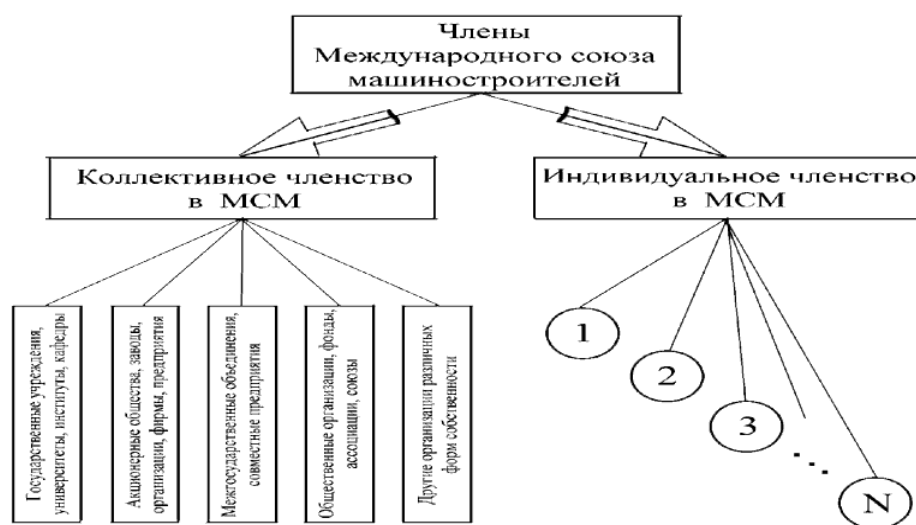 Члены
Международного союза
машиностроителей
Коллективное членство
в МСМ
Индивидуальное членство
в МСМ
Государственные учреждения,
университеты, институты, кафедры
Акционерные общества, заводы,
организации, фирмы, предприятия
Межгосударственные объединения,
совместные предприятия
Общественные организации, фонды,
ассоциации, союзы
Другие организации различных
форм собственности
1
2
3
...
N